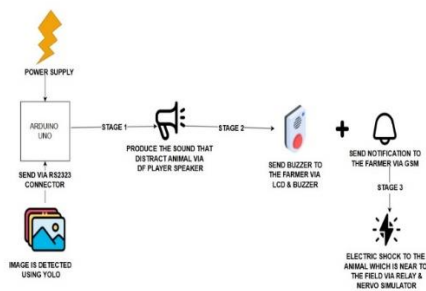 POWER SUPPLY
ARDUINO
UNO
STAGE 1
PRODUCE THE SOUND THAT
DISTRACT ANIMAL VIA
DF PLAYER SPEAKER
STAGE 2
SEND BUZZER TO
THE FARMER VIA
LCD & BUZZER
+
SEND NOTIFICATION TO
THE FARMER VIA GSM
STAGE 3
ELECTRIC SHOCK TO THE
ANIMAL WHICH IS NEAR TO
THE FIELD VIA RELAY &
NERVO SIMULATOR
SEND VIA RS2323
CONNECTOR
IMAGE IS DETECTED
USING YOLO